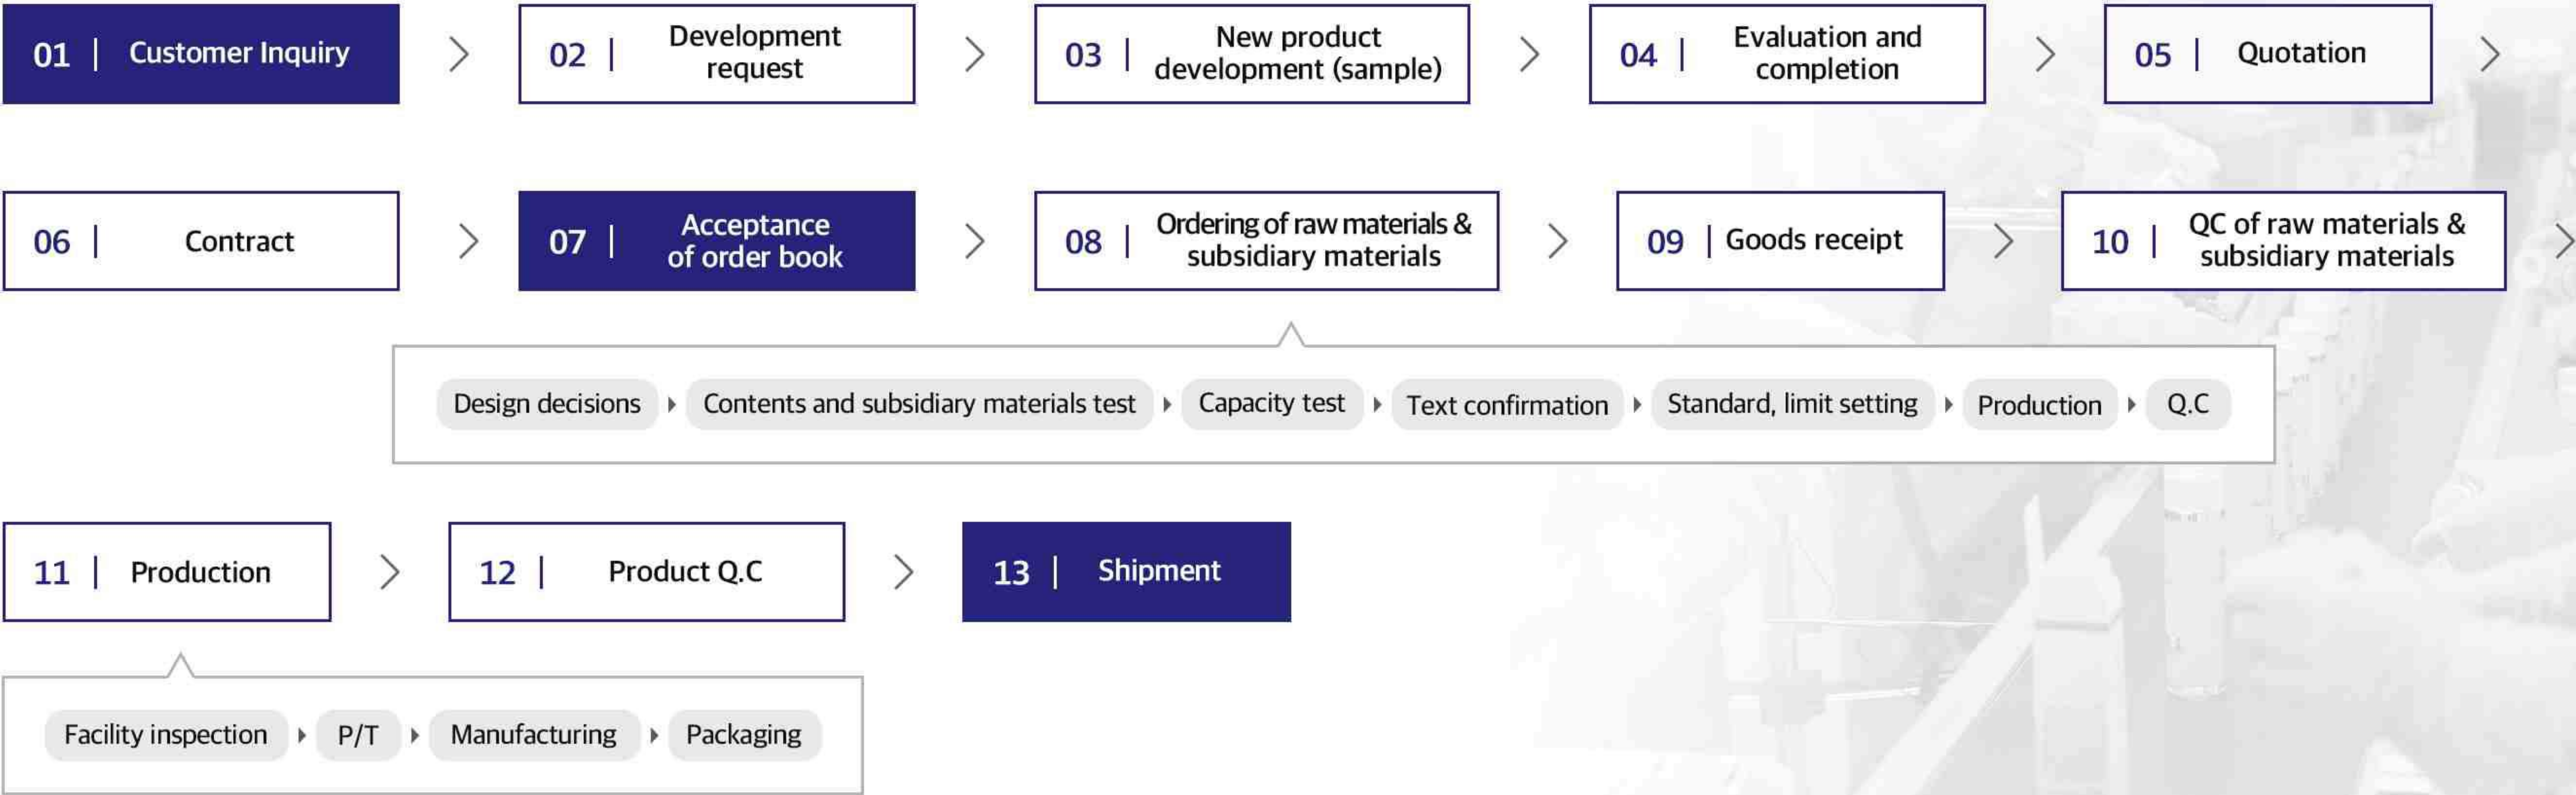 01 | Customer Inquiry
02 | Development
request
03 | New product
development (sample)
04 | Evaluation and
completion
05 | Quotation
06 | Contract
07 | Acceptance
of order book
08 | Ordering of raw materials &
subsidiary materials
09 | Goods receipt
10 | QC of raw materials &
subsidiary materials
Design decisions
Contents and subsidiary materials test
Capacity test
Text confirmation
Standard, limit setting
Production
Q.C
11 | Production
12 | Product Q.C
13 | Shipment
Facility inspection
P/T
Manufacturing
Packaging